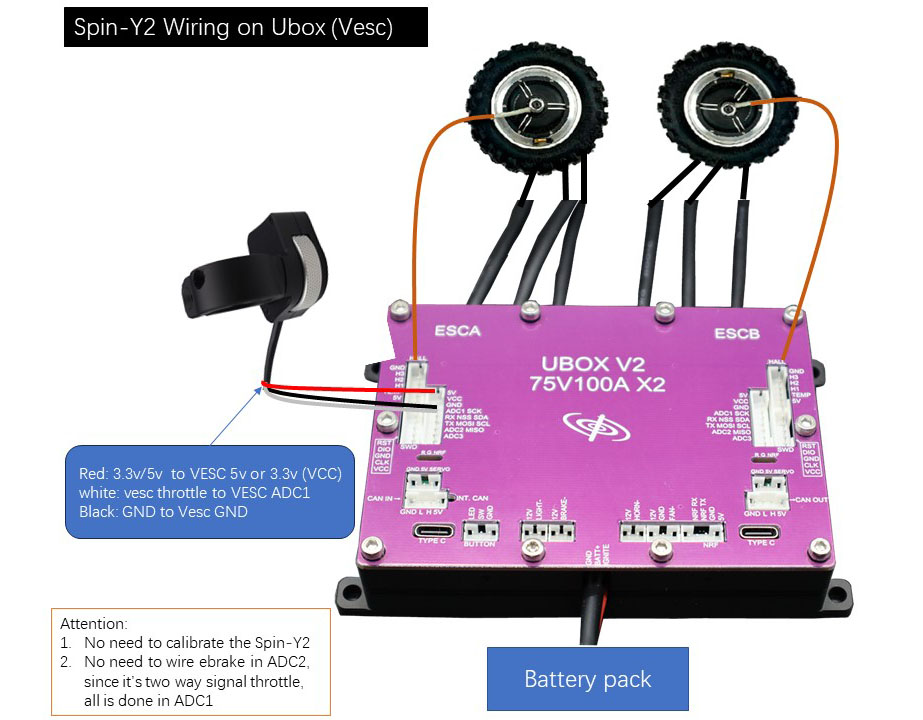 Spin-Y2 Wiring on Ubox (Vesc)
ESCA
ESCB
UBOX V2
75V100A X2
HALL
GND
H3
H2
H1
TEMP
5V
5V
VCC
GND
ADC1 SCK
RX NSS SDA
TX MOSI SCL
ADC2 MISO
ADC3
SWD
RST
DIO
GND
CLK
VCC
GND 5V SERVO
CAN IN
INT. CAN
GND L H 5V
TYPE C
LED
SW
GND
BUTTON
12V
LIGHT-
12V
BRAKE-
GND
BATT+
IGNITE
12V
HORN-
12V
GND
FAN-
NRF RX
NRF TX
GND
5V
NRF
HALL
GND
H3
H2
H1
TEMP
5V
5V
VCC
GND
ADC1 SCK
RX NSS SDA
TX MOSI SCL
ADC2 MISO
ADC3
SWD
RST
DIO
GND
CLK
VCC
GND 5V SERVO
CAN OUT
GND L H 5V
TYPE C
Red: 3.3v/5v to VESC 5v or 3.3v (VCC)
white: vesc throttle to VESC ADC1
Black: GND to Vesc GND
Attention:
1. No need to calibrate the Spin-Y2
2. No need to wire ebrake in ADC2,
since it's two way signal throttle,
all is done in ADC1
Battery pack